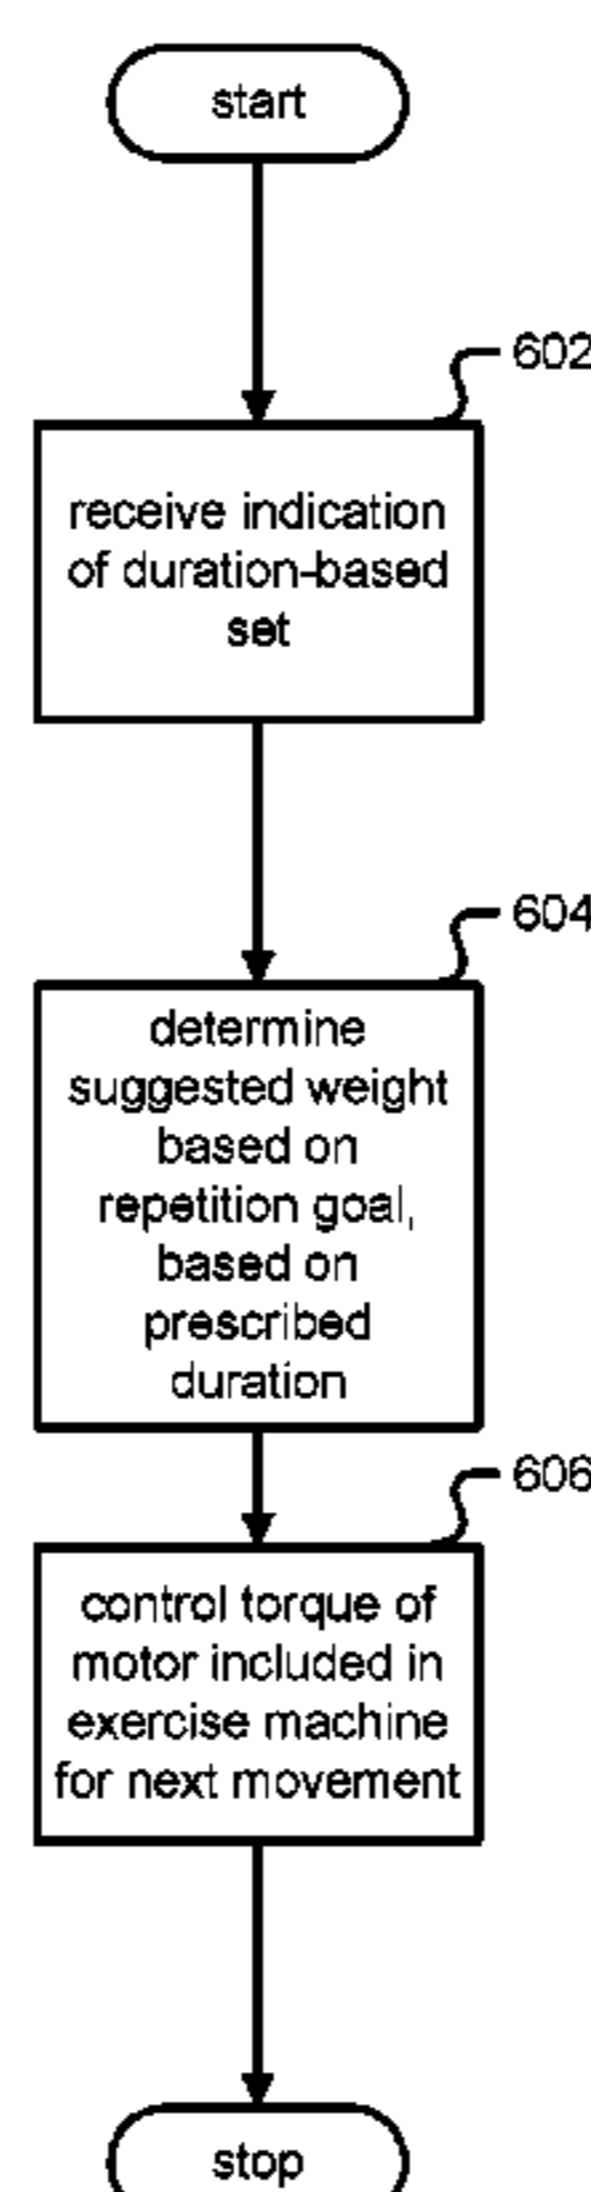 start
602
receive indication
of duration-based
set
604
determine
suggested weight
based on
repetition goal,
based on
prescribed
duration
606
control torque of
motor included in
exercise machine
for next movement
stop